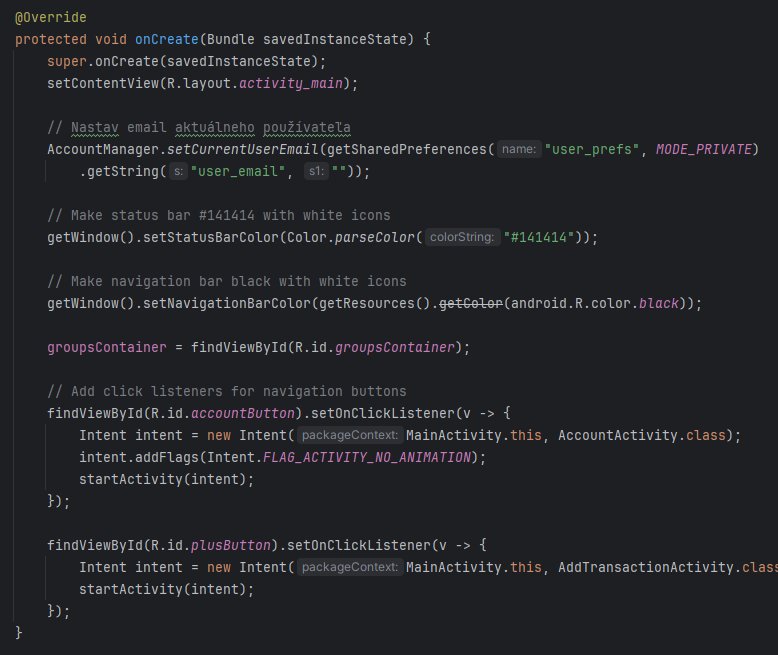 @Override
protected void onCreate(Bundle savedInstanceState) {
super.onCreate(savedInstanceState);
setContentView(R.layout.activity_main);
// Nastav email aktuálneho používateľa
AccountManager.setCurrentUserEmail(getSharedPreferences( name: "user_prefs", MODE_PRIVATE)
.getString( s: "user_email", s1: ""));
// Make status bar #141414 with white icons
getWindow().setStatusBarColor(Color.parseColor( colorString: "#141414"));
// Make navigation bar black with white icons
getWindow().setNavigationBarColor(getResources().getColor(android.R.color.black));
groupsContainer = findViewById(R.id.groupsContainer);
// Add click listeners for navigation buttons
findViewById(R.id.accountButton).setOnClickListener(v -> {
Intent intent = new Intent( packageContext: MainActivity.this, AccountActivity.class);
intent.addFlags(Intent.FLAG_ACTIVITY_NO_ANIMATION);
startActivity(intent);
});
findViewById(R.id.plusButton).setOnClickListener(v -> {
Intent intent = new Intent( packageContext: MainActivity.this, AddTransactionActivity.class
startActivity(intent);
});
}